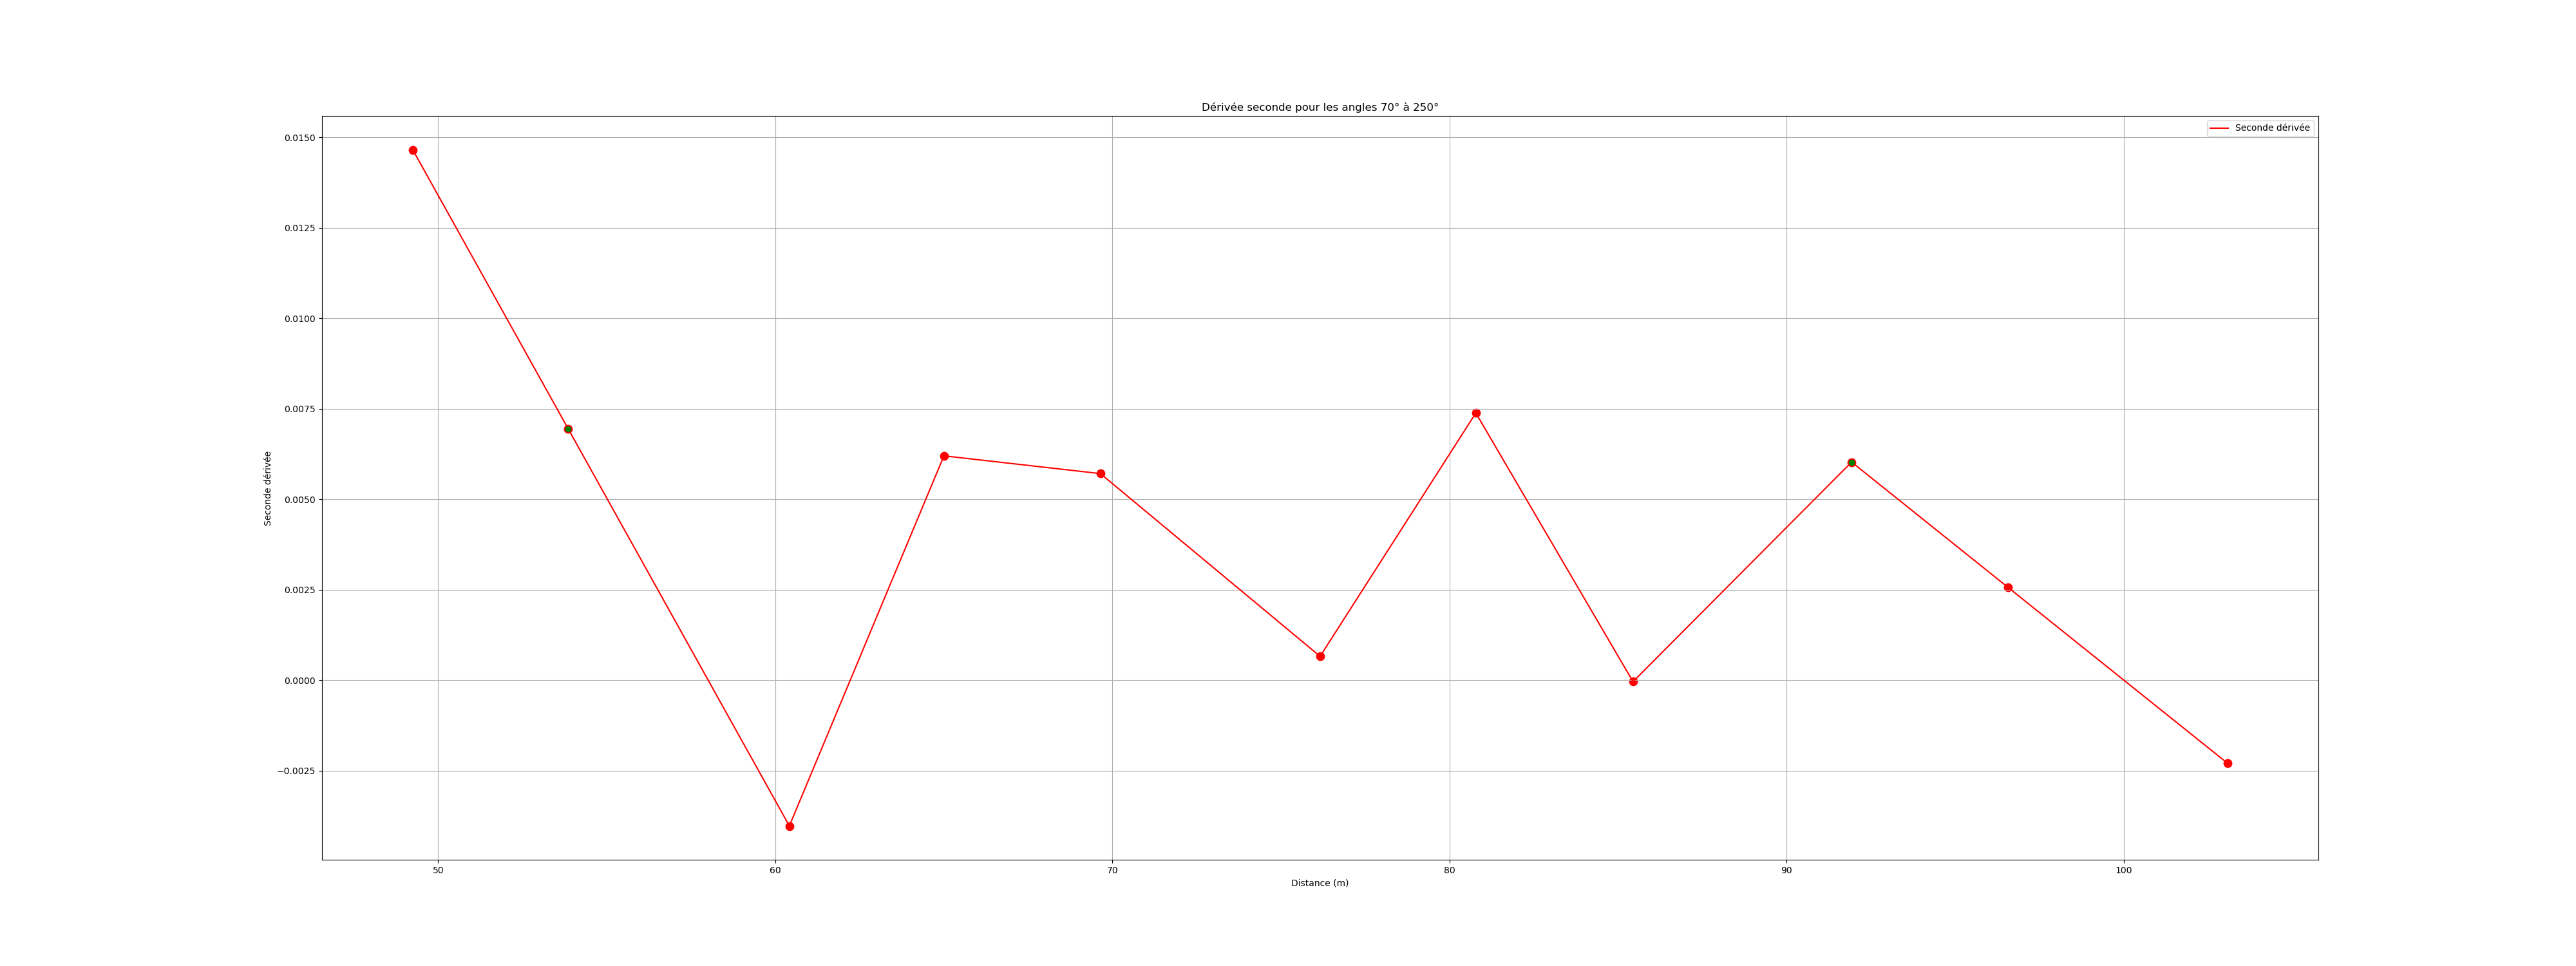 Dérivée seconde pour les angles 70° à 250°
Seconde dérivée
0.0150
0.0125
0.0100
0.0075
0.0050
0.0025
0.0000
−0.0025
Seconde dérivée
50 60 70 80 90 100
Distance (m)